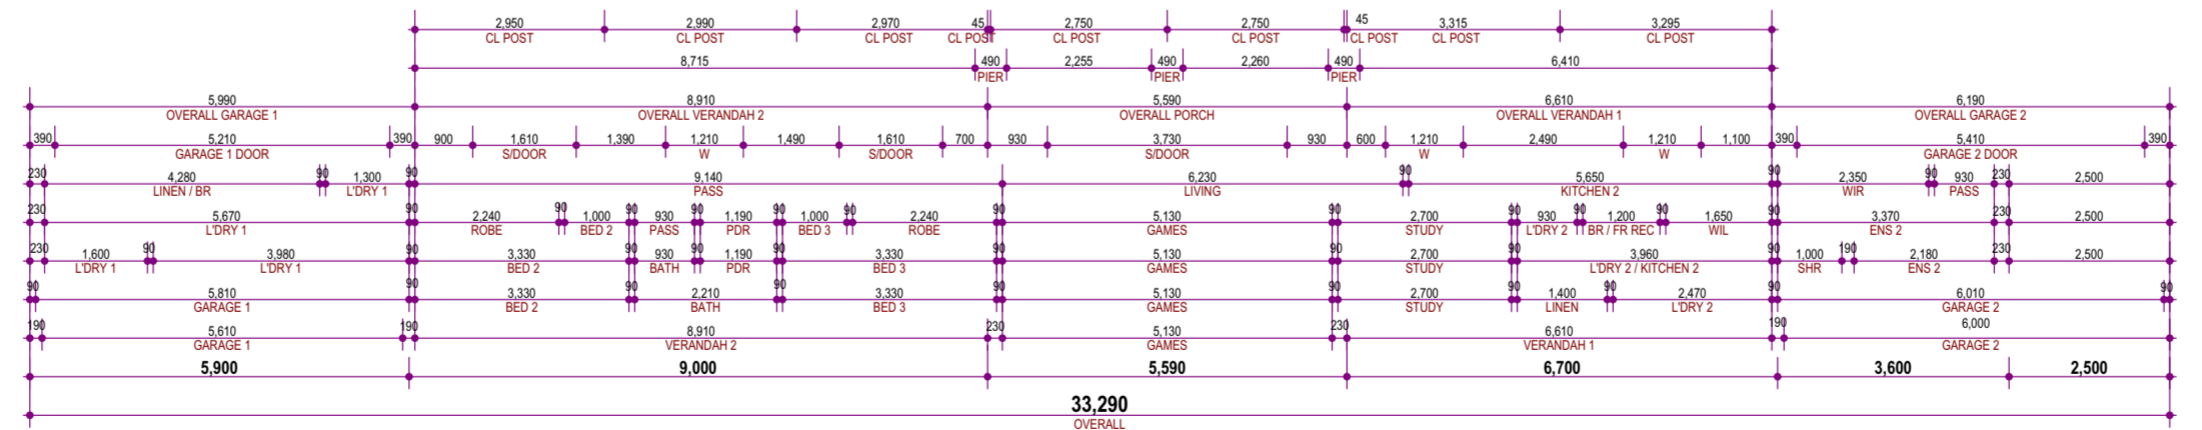 2,950 2,990 2,970 45 2,750 2,750 45 3,315 3,295
CL POST CL POST CL POST CL POST CL POST CL POST CL POST CL POST CL POST
8,715 490 2,255 490 2,260 490 6,410
PIER PIER PIER
5,990 8,910 5,590 6,610 6,190
OVERALL GARAGE 1 OVERALL VERANDAH 2 OVERALL PORCH OVERALL VERANDAH 1 OVERALL GARAGE 2
390 5,210 390 900 1,610 1,390 1,210 1,490 1,610 700 930 3,730 930 600 1,210 2,490 1,210 1,100 390 5,410 390
GARAGE 1 DOOR S/DOOR W S/DOOR S/DOOR W W GARAGE 2 DOOR
230 4,280 90 1,300 90 9,140 6,230 90 5,650 90 2,350 90 930 230 2,500
LINEN / BR L'DRY 1 PASS LIVING KITCHEN 2 WIR PASS
230 5,670 90 2,240 90 1,000 90 930 90 1,190 90 1,000 90 2,240 90 5,130 90 2,700 90 930 90 1,200 90 1,650 90 3,370 230 2,500
L'DRY 1 ROBE BED 2 PASS PDR BED 3 ROBE GAMES STUDY L'DRY 2 BR / FR REC WIL ENS 2
230 1,600 90 3,980 90 3,330 90 930 90 1,190 90 3,330 90 5,130 90 2,700 90 3,960 90 1,000 190 2,180 230 2,500
L'DRY 1 L'DRY 1 BED 2 BATH PDR BED 3 GAMES STUDY L'DRY 2 / KITCHEN 2 SHR ENS 2
90 5,810 90 3,330 90 2,210 90 3,330 90 5,130 90 2,700 90 1,400 90 2,470 90 6,010 90
GARAGE 1 BED 2 BATH BED 3 GAMES STUDY LINEN L'DRY 2 GARAGE 2
190 5,610 190 8,910 230 5,130 230 6,610 190 6,000
GARAGE 1 VERANDAH 2 GAMES VERANDAH 1 GARAGE 2
5,900 9,000 5,590 6,700 3,600 2,500
33,290
OVERALL